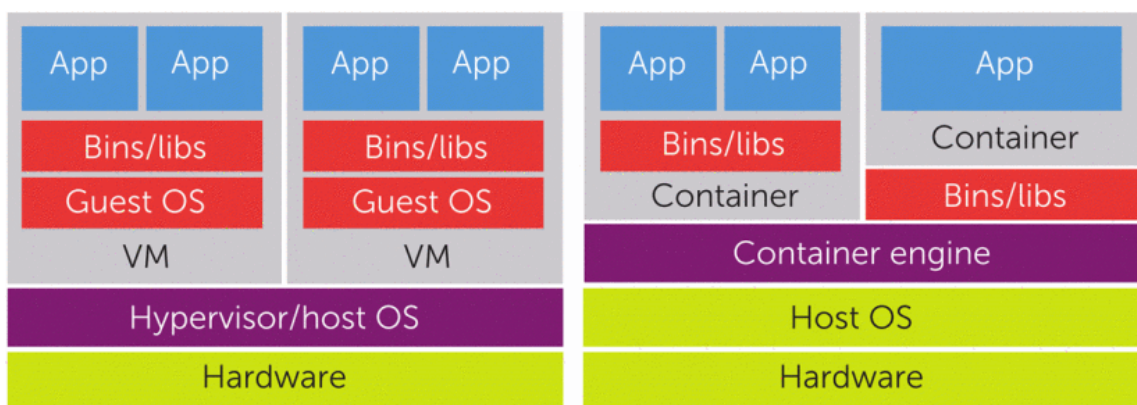 App App
Bins/libs
Guest OS
VM
App App
Bins/libs
Guest OS
VM
Hypervisor/host OS
Hardware
App App
Bins/libs
Container
App
Container
Bins/libs
Container engine
Host OS
Hardware